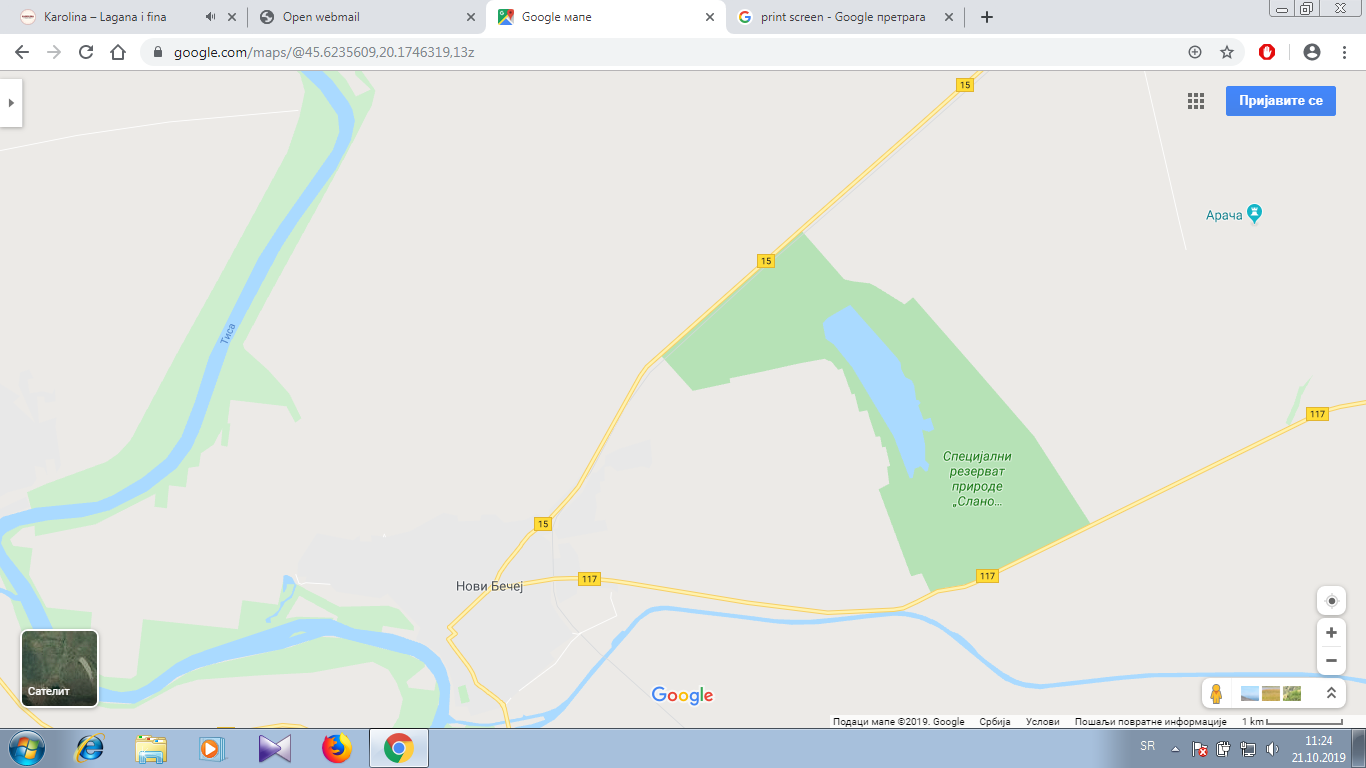 Karolina – Lagana i fina
Open webmail
Google мапе
print screen - Google претрага
google.com/maps/@45.6235609,20.1746319,13z
Пријавите се
15
Арача
15
Тиса
117
Специјални
резерват
природе
„Слано...
15
Нови Бечеј
117
117
Сателит
Google
Подаци мапе ©2019. Google
Србија
Услови
Пошаљи повратне информације
1 km
SR
11:24
21.10.2019